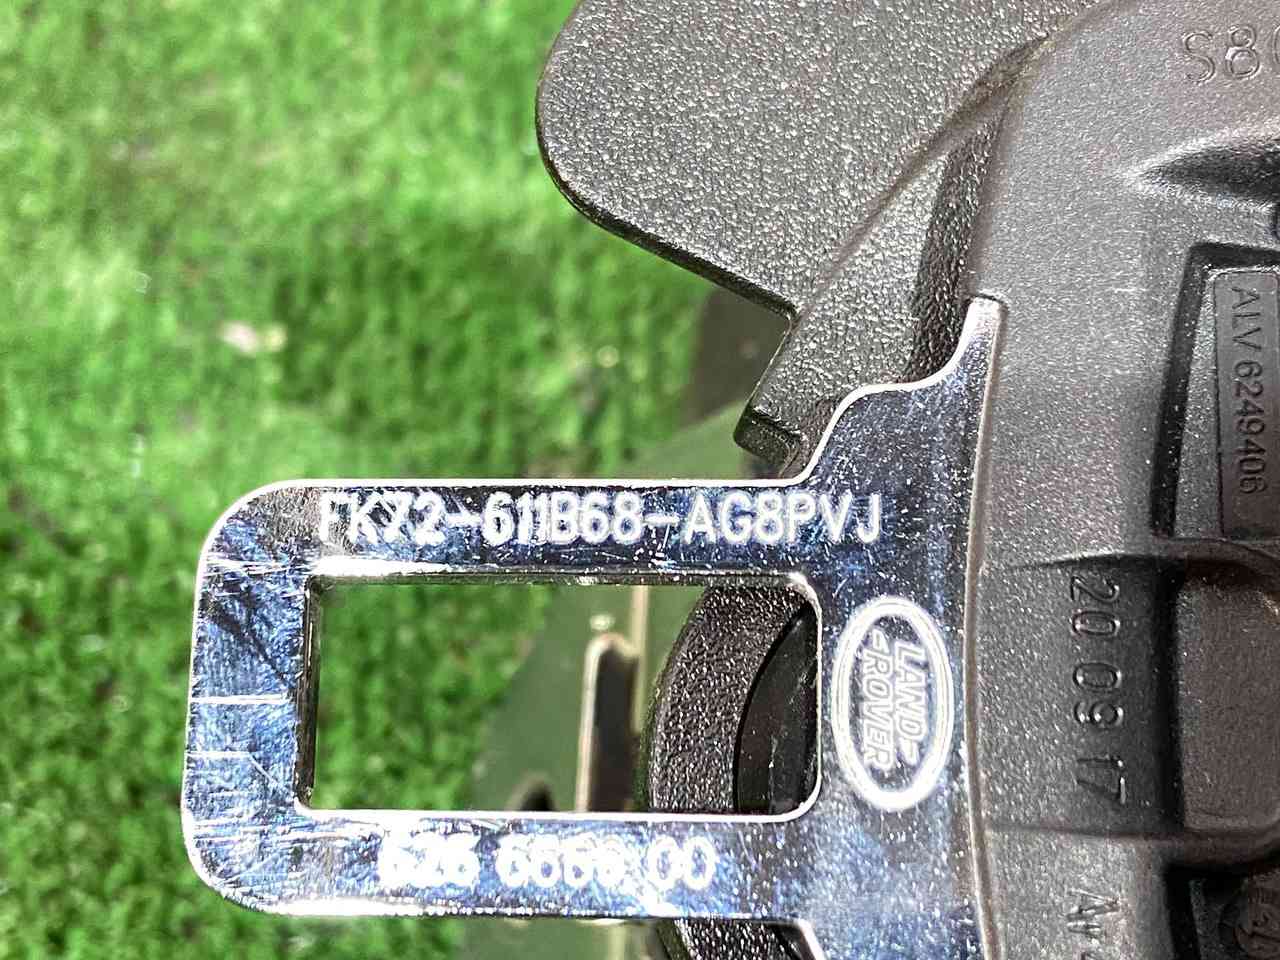 FK72-611B68-AG8PVJ
LAND
ROVER
ALV 6249406
20 09 17